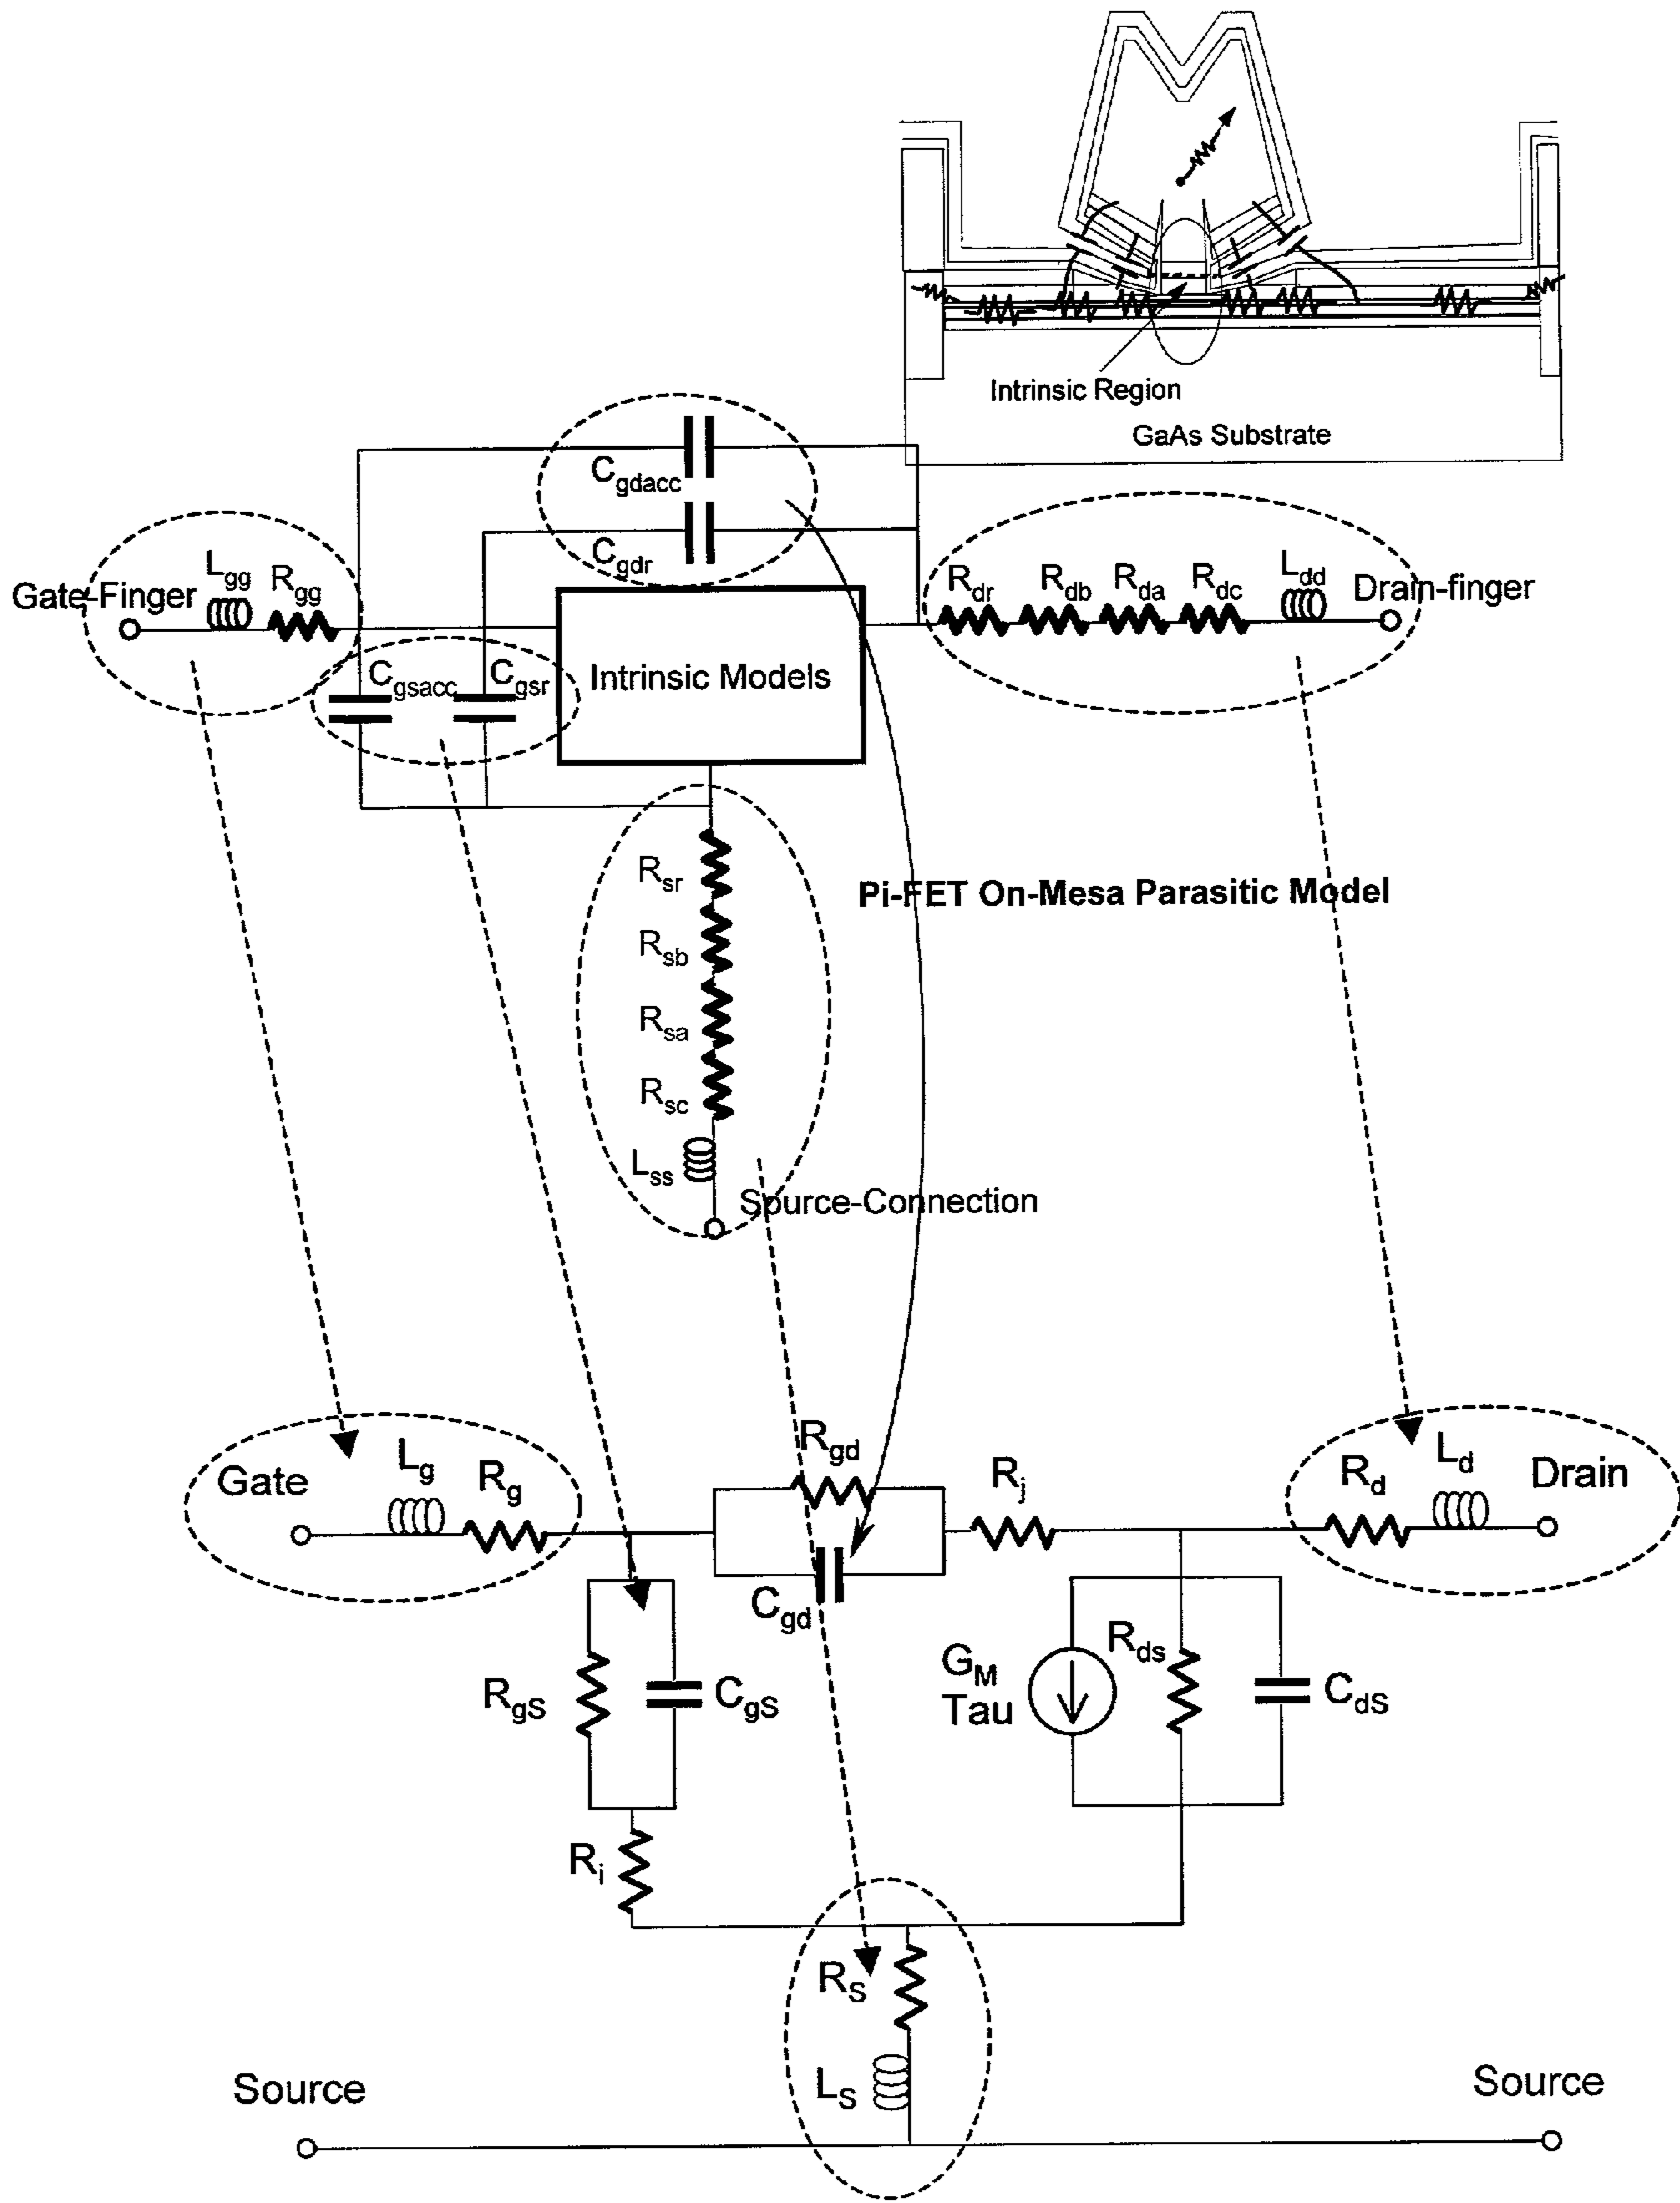 Intrinsic Region
GaAs Substrate
Cgdacc
Cgdr
Gate-Finger
Lgg
Rgg
Rdr
Rdb
Rda
Rdc
Ldd
Drain-finger
Cgsacc
Cgsr
Intrinsic Models
Rsr
Pi-FET On-Mesa Parasitic Model
Rsb
Rsa
Rsc
Lss
Source-Connection
Gate
Lg
Rg
Rgd
Rj
Rd
Ld
Drain
Cgd
RgS
CgS
GM
Tau
Rds
CdS
Ri
RS
LS
Source
Source